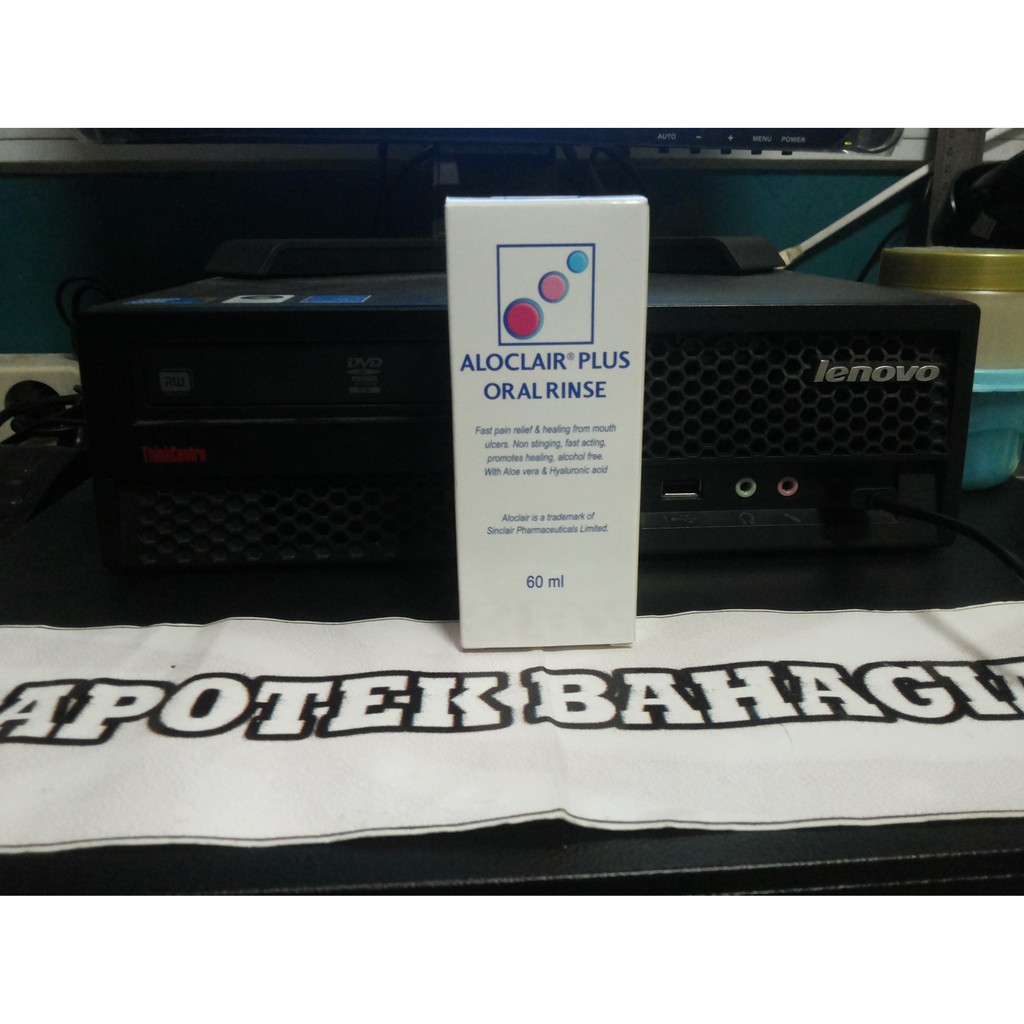 AUTO - + MENU POWER
ALOCLAIR® PLUS
ORAL RINSE
Fast pain relief & healing from mouth
ulcers. Non stinging, fast acting,
promotes healing, alcohol free.
With Aloe vera & Hyaluronic acid
Aloclair is a trademark of
Sinclair Pharmaceuticals Limited.
60 ml
RW
DVD
lenovo
ThinkCentre
APOTEK BAHAGIA